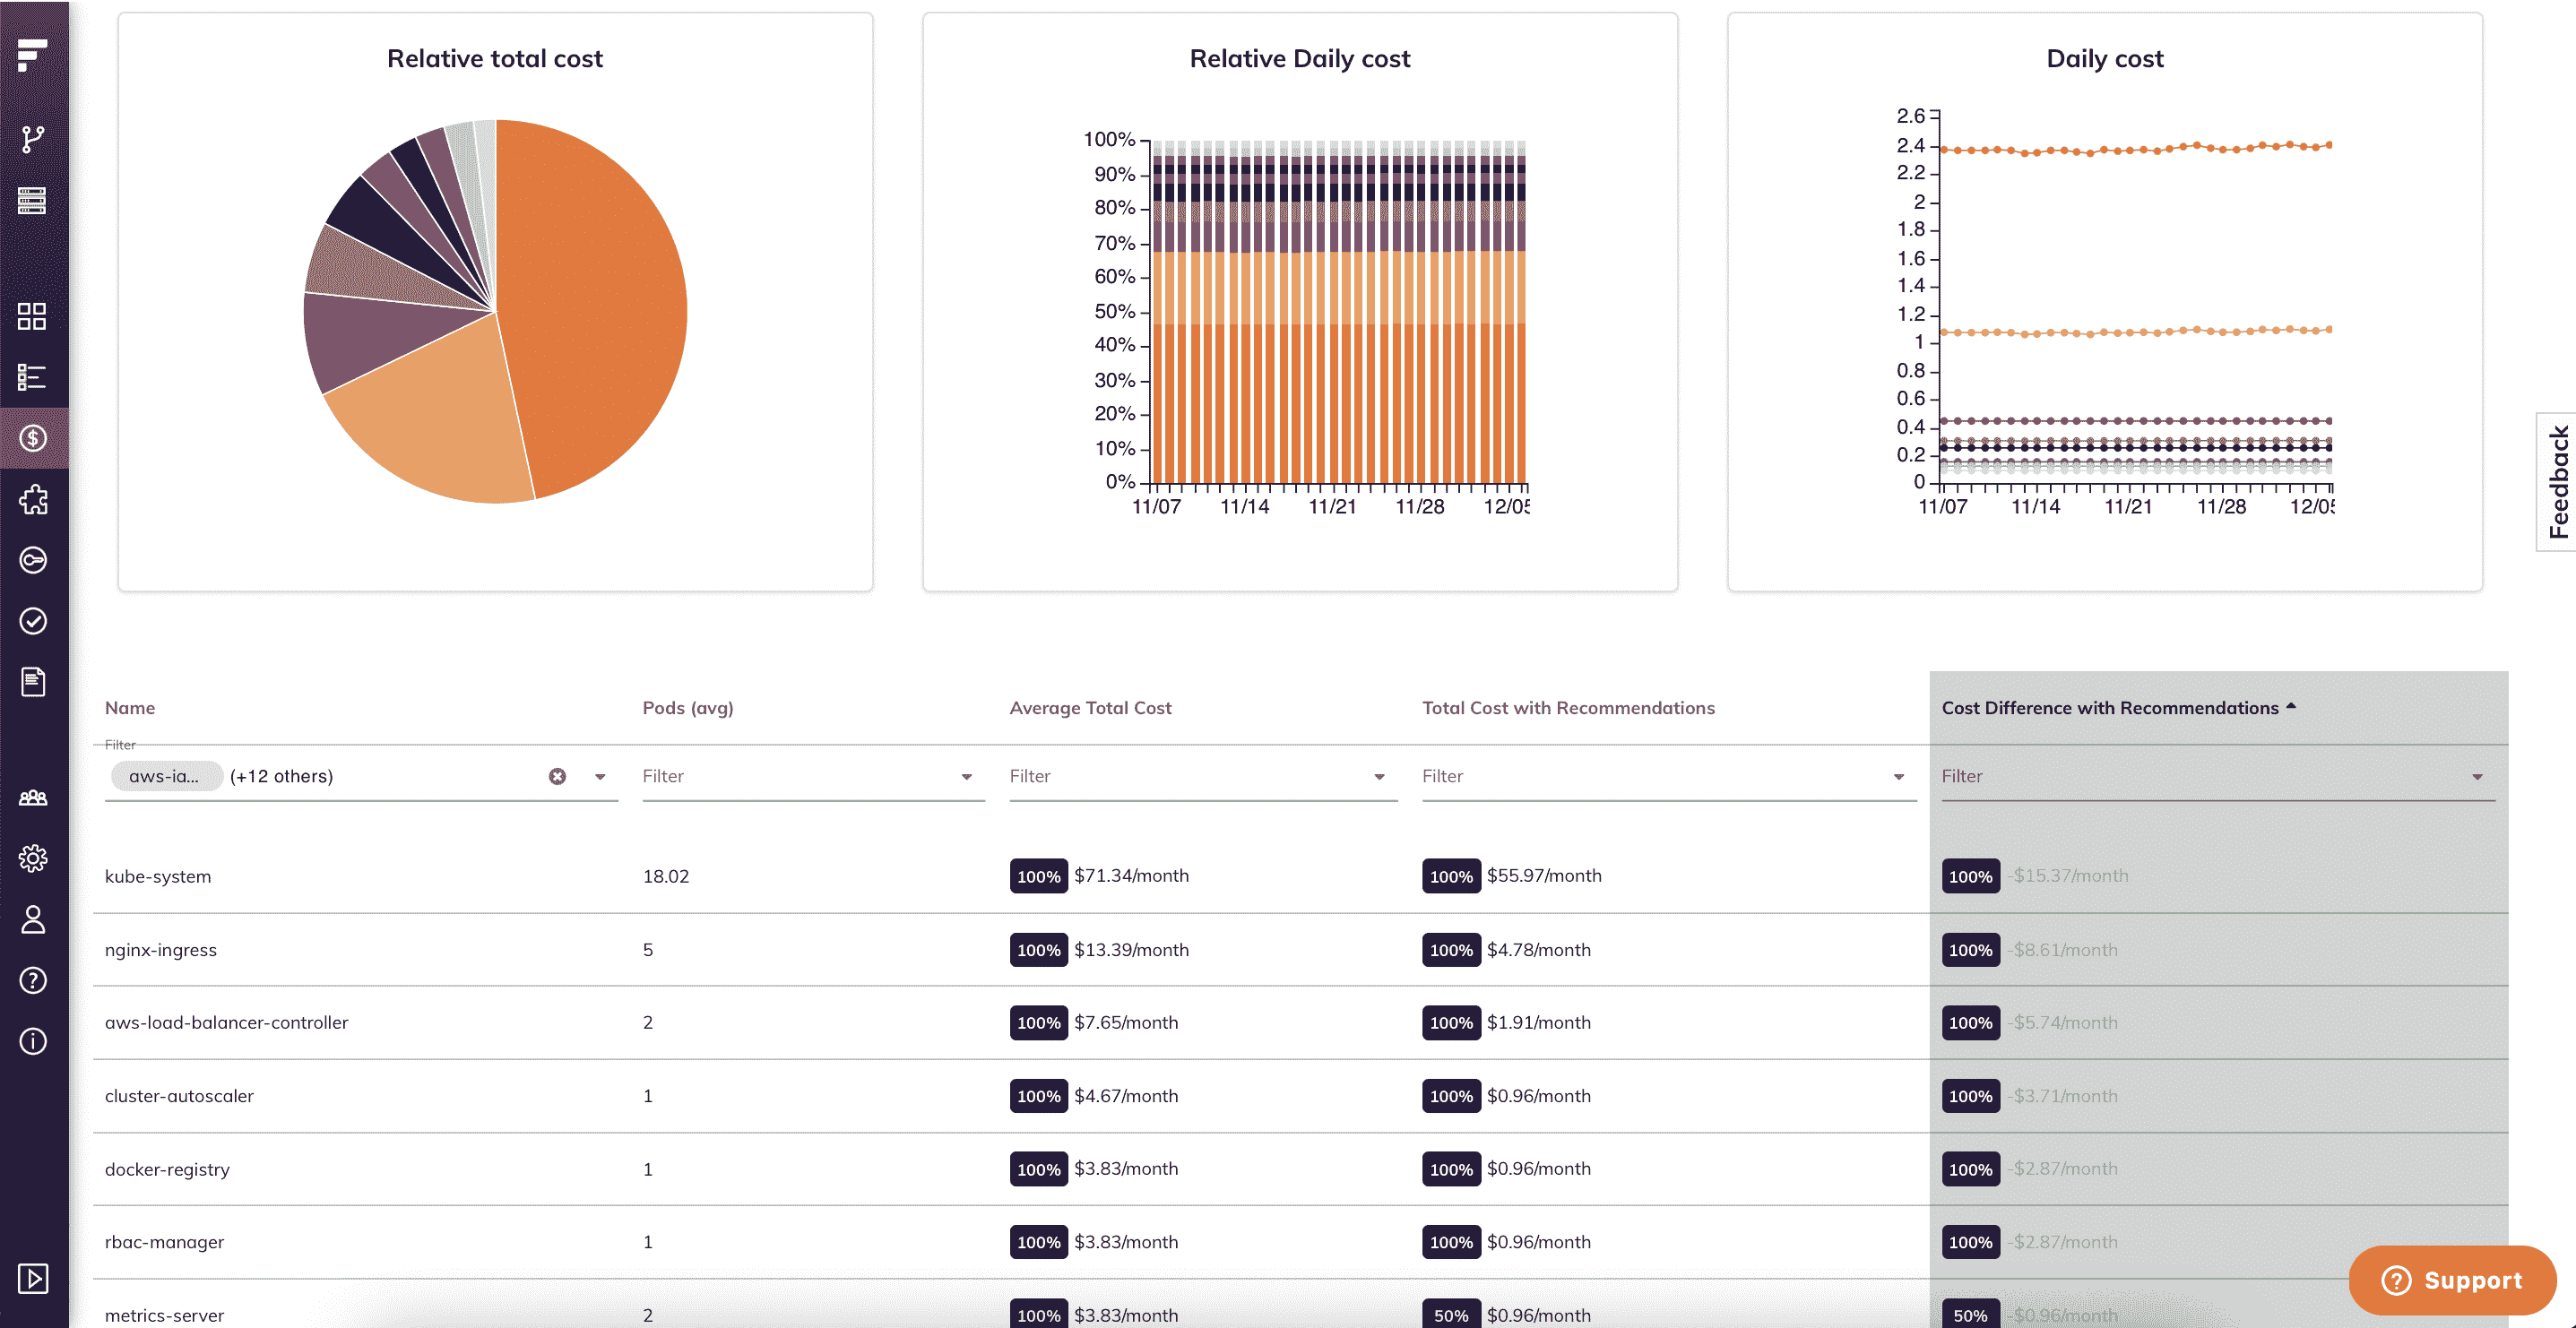 Relative total cost
Relative Daily cost
100%
90%
80%
70%
60%
50%
40%
30%
20%
10%
0%
11/07 11/14 11/21 11/28 12/05
Daily cost
2.6
2.4
2.2
2
1.8
1.6
1.4
1.2
1
0.8
0.6
0.4
0.2
0
11/07 11/14 11/21 11/28 12/05
Feedback
Name Pods (avg) Average Total Cost Total Cost with Recommendations Cost Difference with Recommendations
Filter
aws-ia... (+12 others) Filter Filter Filter Filter
kube-system 18.02 100% $71.34/month 100% $55.97/month 100% -$15.37/month
nginx-ingress 5 100% $13.39/month 100% $4.78/month 100% -$8.61/month
aws-load-balancer-controller 2 100% $7.65/month 100% $1.91/month 100% -$5.74/month
cluster-autoscaler 1 100% $4.67/month 100% $0.96/month 100% -$3.71/month
docker-registry 1 100% $3.83/month 100% $0.96/month 100% -$2.87/month
rbac-manager 1 100% $3.83/month 100% $0.96/month 100% -$2.87/month
metrics-server 2 100% $3.83/month 50% $0.96/month 50% -$0.96/month
Support